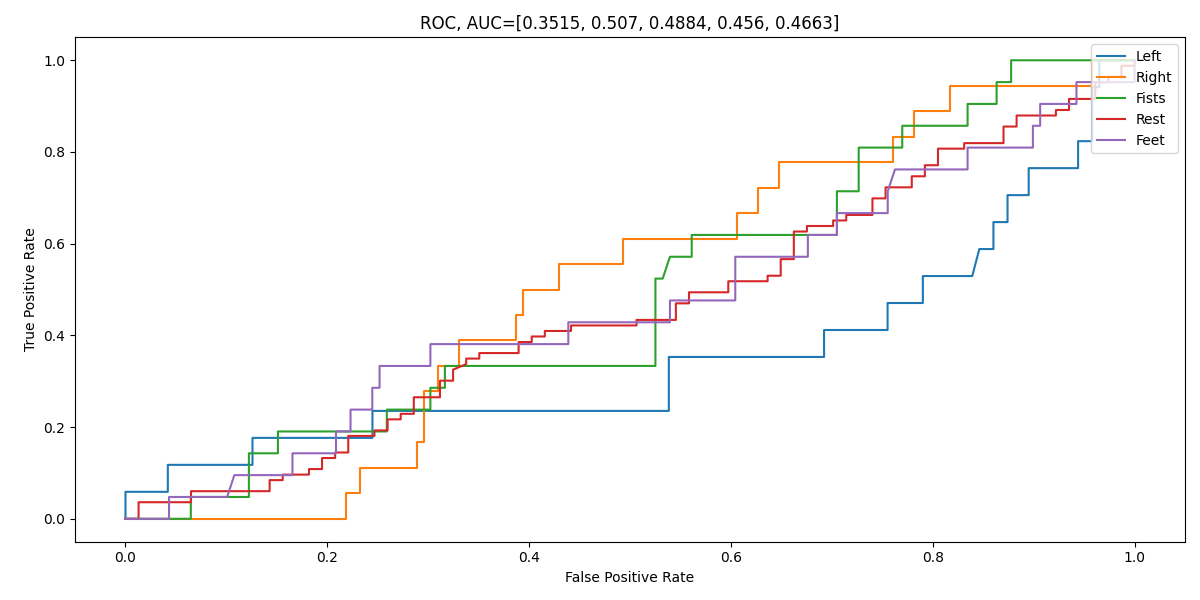 ROC, AUC=[0.3515, 0.507, 0.4884, 0.456, 0.4663]
Left
Right
Fists
Rest
Feet
True Positive Rate
1.0
0.8
0.6
0.4
0.2
0.0
0.0 0.2 0.4 0.6 0.8 1.0
False Positive Rate